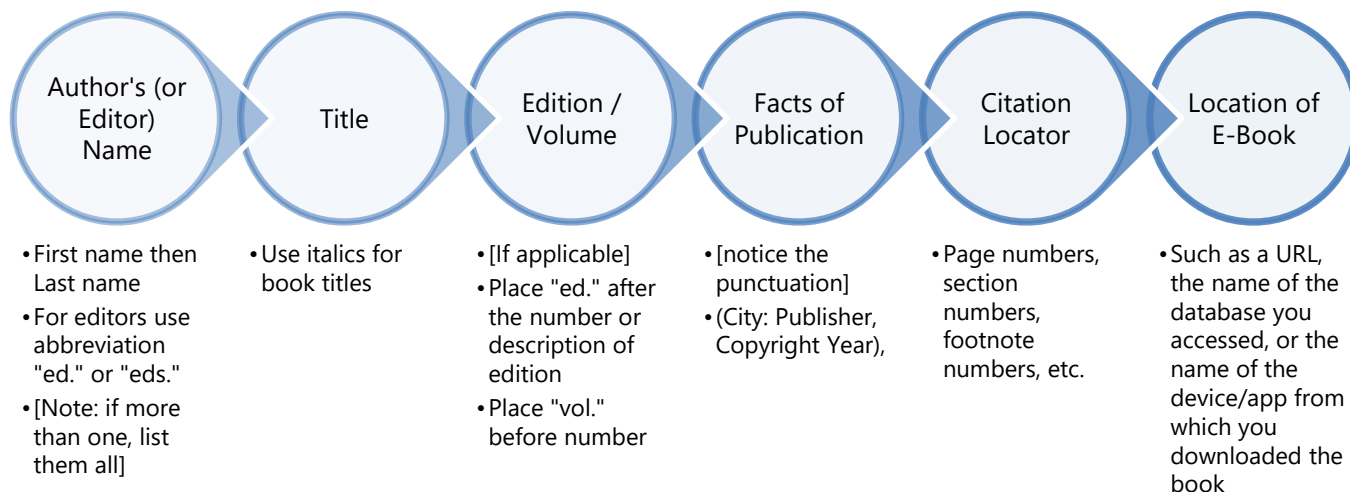 Author's (or
Editor)
Name
Title
Edition /
Volume
Facts of
Publication
Citation
Locator
Location of
E-Book
•First name then
Last name
•For editors use
abbreviation
"ed." or "eds."
•[Note: if more
than one, list
them all]
•Use italics for
book titles
•[If applicable]
•Place "ed." after
the number or
description of
edition
•Place "vol."
before number
•[notice the
punctuation]
•(City: Publisher,
Copyright Year),
•Page numbers,
section
numbers,
footnote
numbers, etc.
•Such as a URL,
the name of the
database you
accessed, or the
name of the
device/app from
which you
downloaded the
book